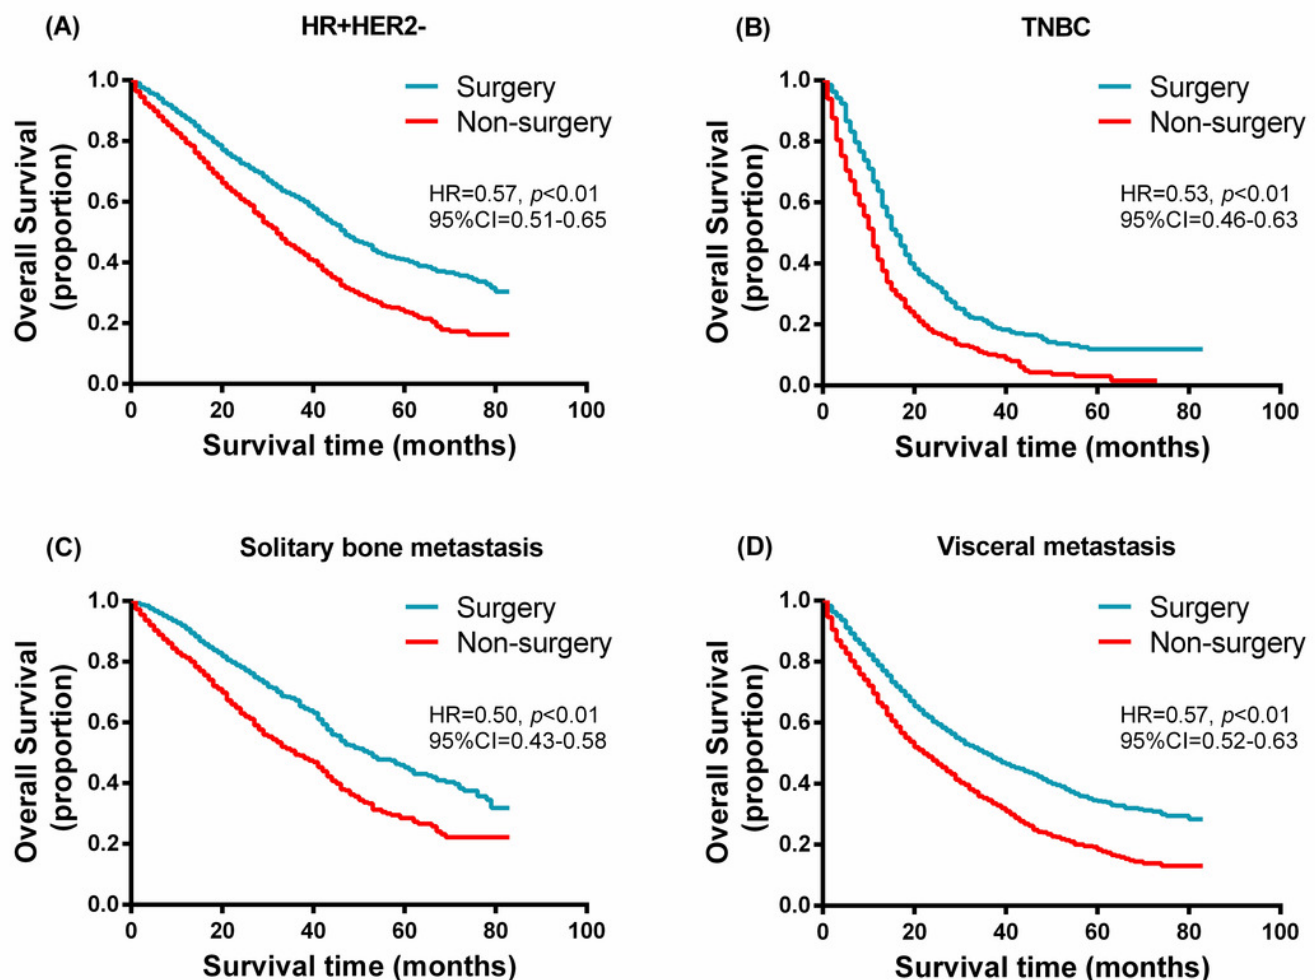 (A) HR+HER2-
Overall Survival
(proportion)
1.0
0.8
0.6
0.4
0.2
0.0
Surgery
Non-surgery
HR=0.57, p<0.01
95%CI=0.51-0.65
0 20 40 60 80 100
Survival time (months)
(B) TNBC
Overall Survival
(proportion)
1.0
0.8
0.6
0.4
0.2
0.0
Surgery
Non-surgery
HR=0.53, p<0.01
95%CI=0.46-0.63
0 20 40 60 80 100
Survival time (months)
(C) Solitary bone metastasis
Overall Survival
(proportion)
1.0
0.8
0.6
0.4
0.2
0.0
Surgery
Non-surgery
HR=0.50, p<0.01
95%CI=0.43-0.58
0 20 40 60 80 100
Survival time (months)
(D) Visceral metastasis
Overall Survival
(proportion)
1.0
0.8
0.6
0.4
0.2
0.0
Surgery
Non-surgery
HR=0.57, p<0.01
95%CI=0.52-0.63
0 20 40 60 80 100
Survival time (months)